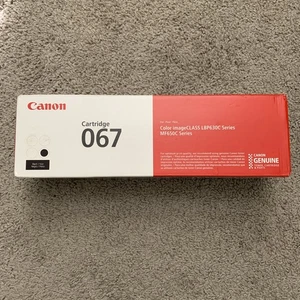 Canon
Cartridge
067
Color imageCLASS LBP630C Series
MF650C Series
CANON
GENUINE